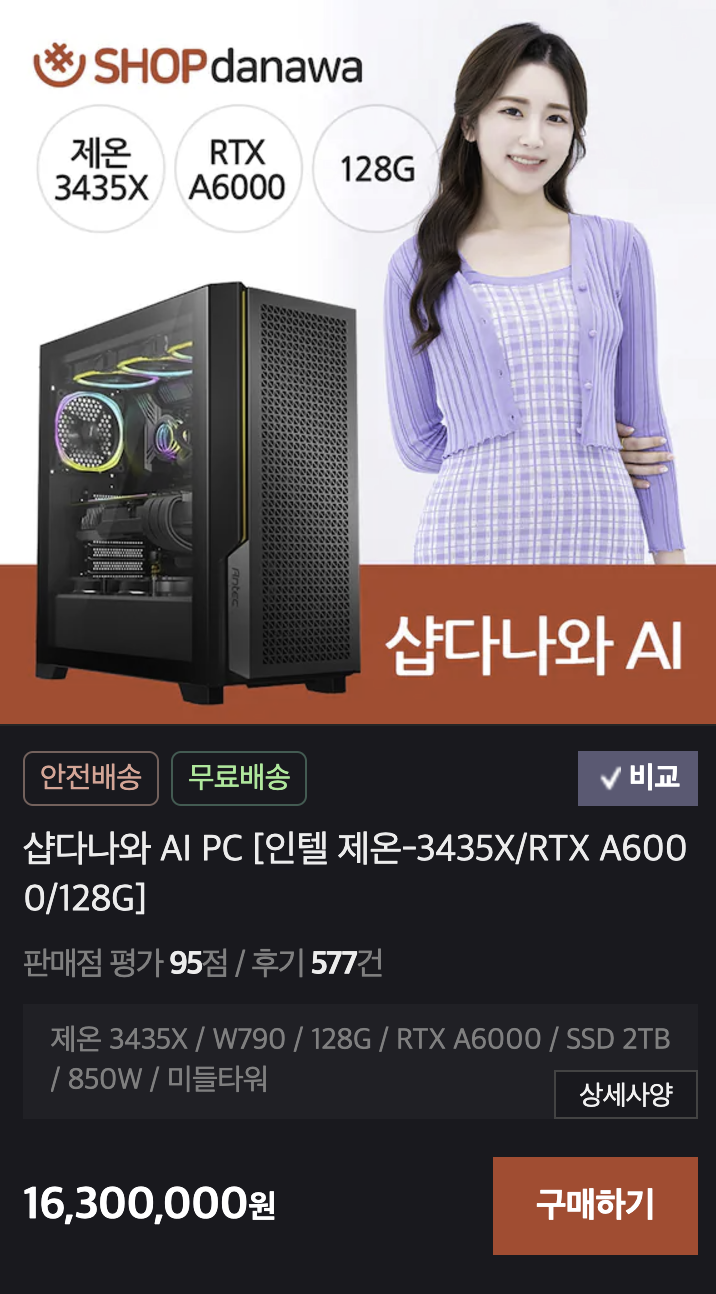 SHOPdanawa
제온
3435X
RTX
A6000
128G
Antec
샵다나와 AI
안전배송
무료배송
비교
샵다나와 AI PC [인텔 제온-3435X/RTX A600
0/128G]
판매점 평가 95점 / 후기 577건
제온 3435X / W790 / 128G / RTX A6000 / SSD 2TB
/ 850W / 미들타워
상세사양
16,300,000원
구매하기